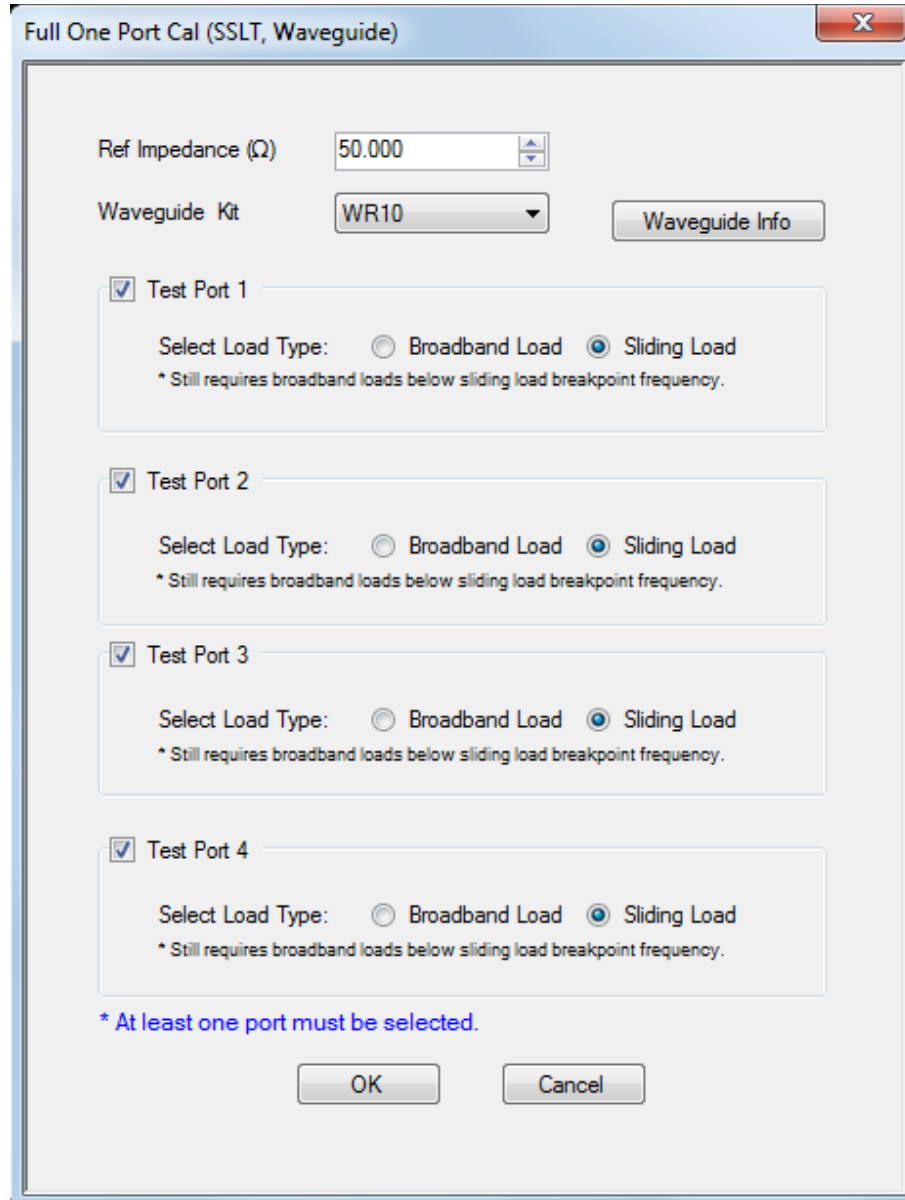 Full One Port Cal (SSLT, Waveguide)
Ref Impedance (Ω) 50.000
Waveguide Kit WR10 Waveguide Info
Test Port 1
Select Load Type: Broadband Load Sliding Load
* Still requires broadband loads below sliding load breakpoint frequency.
Test Port 2
Select Load Type: Broadband Load Sliding Load
* Still requires broadband loads below sliding load breakpoint frequency.
Test Port 3
Select Load Type: Broadband Load Sliding Load
* Still requires broadband loads below sliding load breakpoint frequency.
Test Port 4
Select Load Type: Broadband Load Sliding Load
* Still requires broadband loads below sliding load breakpoint frequency.
* At least one port must be selected.
OK Cancel